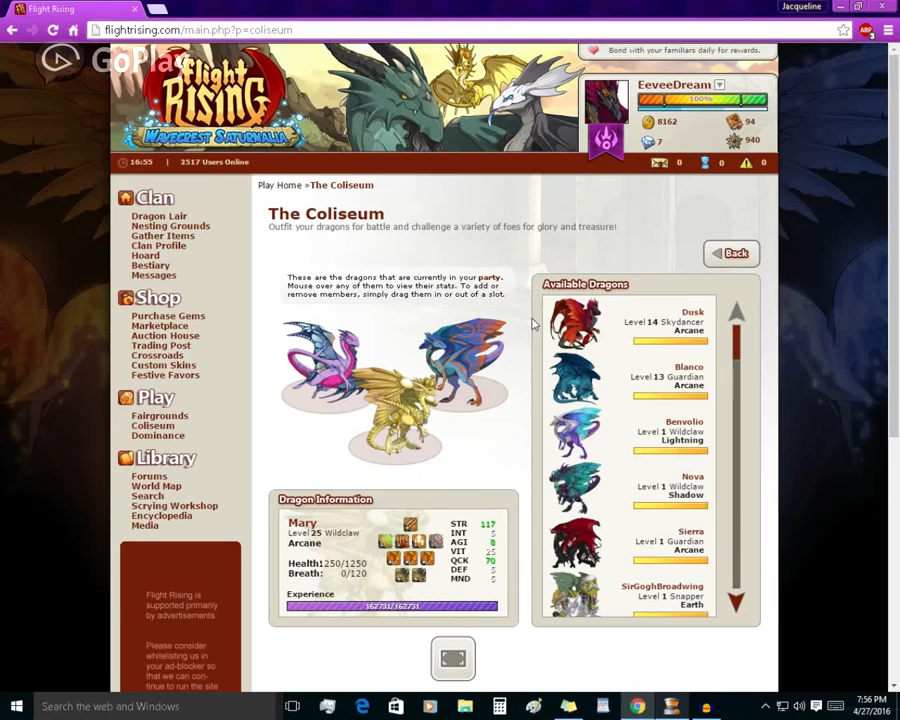 Flight Rising
Jacqueline
flightrising.com/main.php?p=coliseum
GoPlay
Flight
RISING
WAVECREST SATURNALIA
Bond with your familiars daily for rewards.
EeveeDream
100%
8162
94
7
940
16:55 | 2517 Users Online
0
0
0
Clan
Dragon Lair
Nesting Grounds
Gather Items
Clan Profile
Hoard
Bestiary
Messages
Shop
Purchase Gems
Marketplace
Auction House
Trading Post
Crossroads
Custom Skins
Festive Favors
Play
Fairgrounds
Coliseum
Dominance
Library
Forums
World Map
Search
Scrying Workshop
Encyclopedia
Media
Flight Rising is
supported primarily
by advertisements
Please consider
whitelisting us in
your ad-blocker so
that we can con-
tinue to run the site
Play Home »The Coliseum
The Coliseum
Outfit your dragons for battle and challenge a variety of foes for glory and treasure!
Back
These are the dragons that are currently in your party.
Mouse over any of them to view their stats. To add or
remove members, simply drag them in or out of a slot.
Dragon Information
Mary
Level 25 Wildclaw
Arcane
Health:1250/1250
Breath: 0/120
STR 117
INT 5
AGI 8
VIT 25
QCK 70
DEF 5
MND 5
Experience
162731/162731
Available Dragons
Dusk
Level 14 Skydancer
Arcane
Blanco
Level 13 Guardian
Arcane
Benvolio
Level 1 Wildclaw
Lightning
Nova
Level 1 Wildclaw
Shadow
Sierra
Level 1 Guardian
Arcane
SirGoghBroadwing
Level 1 Snapper
Earth
Search the web and Windows
7:56 PM
4/27/2016